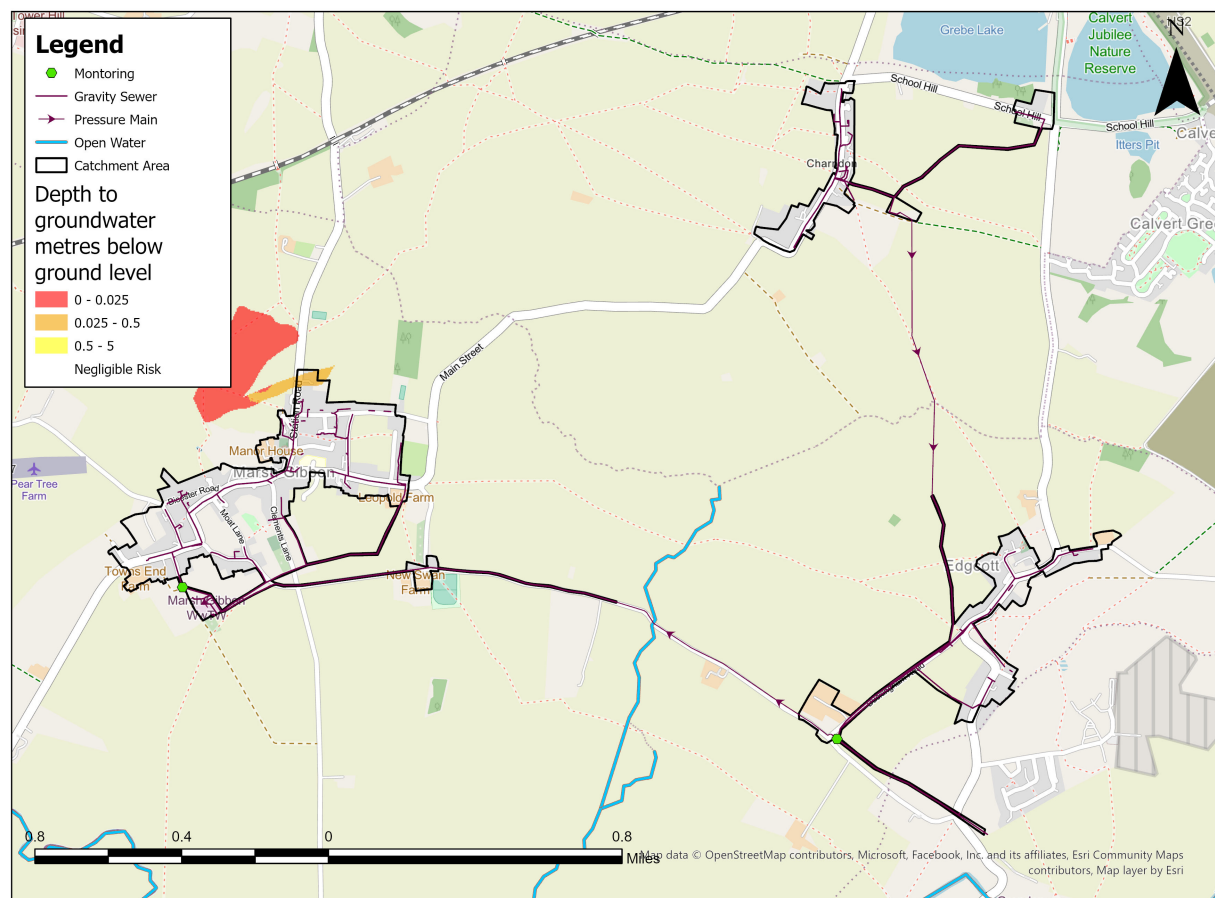 Legend
Montoring
Gravity Sewer
Pressure Main
Open Water
Catchment Area
Depth to
groundwater
metres below
ground level
0 - 0.025
0.025 - 0.5
0.5 - 5
Negligible Risk
Tower Hill
Grebe Lake
Calvert
Jubilee
Nature
Reserve
HS2
N
School Hill
School Hill
School Hill
Itters Pit
Charndon
Calvert Gre
Main Street
Station Road
Manor House
Marsh Gibbon
Leopold Farm
Bicester Road
Moat Lane
Clements Lane
Pear Tree
Farm
Towns End
Farm
Marsh Gibbon
WwTW
New Swan
Farm
Edgcott
0.8
0.4
0
0.8
Miles
Map data © OpenStreetMap contributors, Microsoft, Facebook, Inc. and its affiliates, Esri Community Maps
contributors, Map layer by Esri